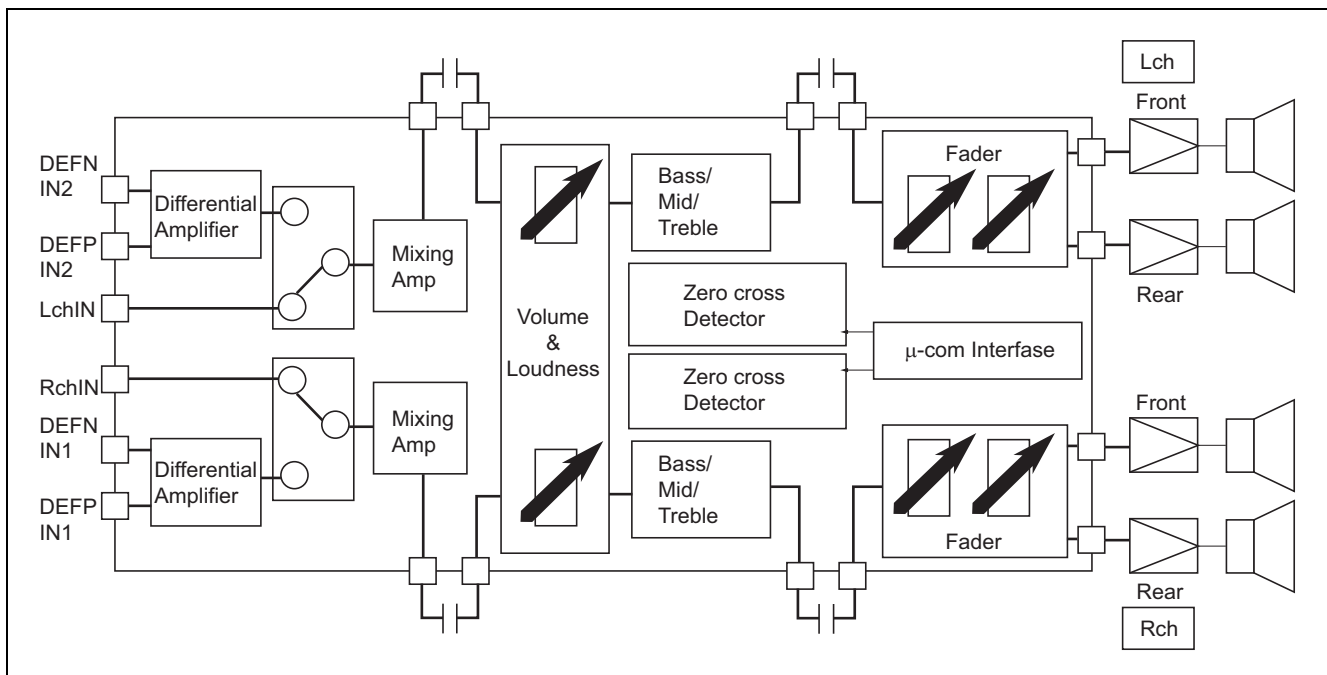 Lch
Front
DEFN
IN2
Differential
Amplifier
DEFP
IN2
LchIN
Mixing
Amp
Volume
&
Loudness
Bass/
Mid/
Treble
Fader
Rear
Zero cross
Detector
μ-com Interfase
Zero cross
Detector
RchIN
DEFN
IN1
Differential
Amplifier
DEFP
IN1
Mixing
Amp
Bass/
Mid/
Treble
Fader
Front
Rear
Rch